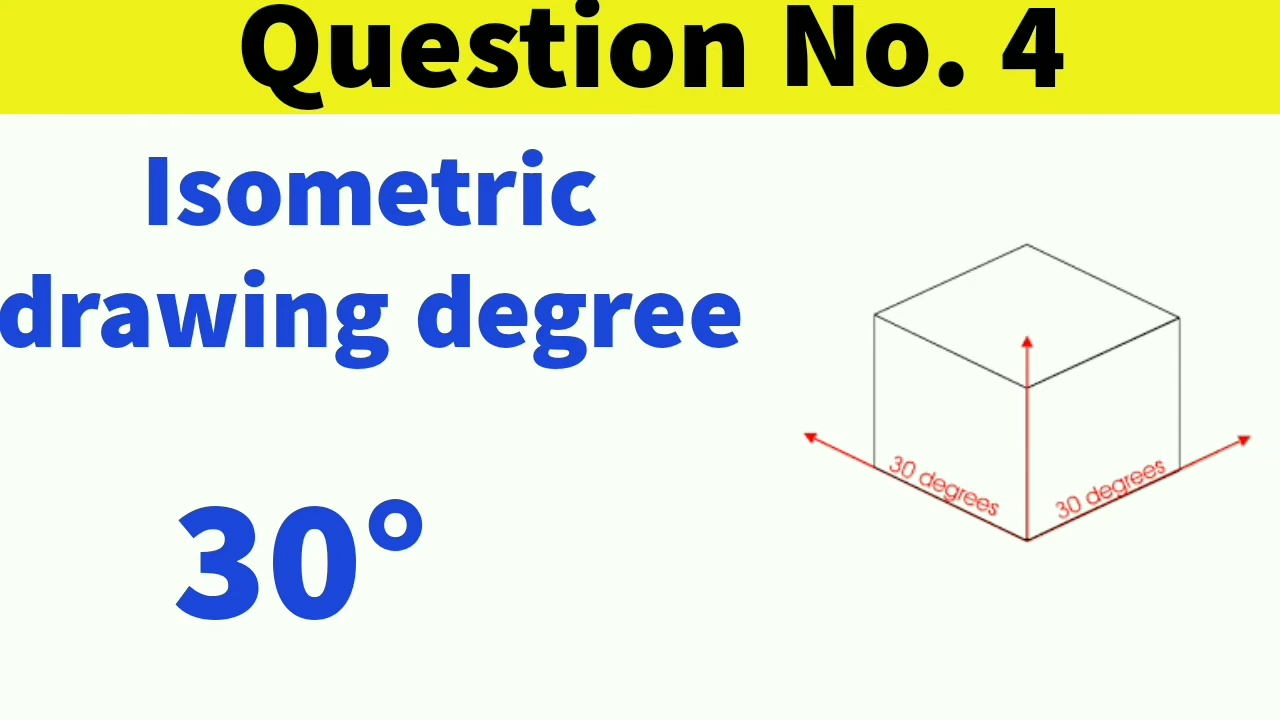 Question No. 4
Isometric
drawing degree
30°
30 degrees
30 degrees